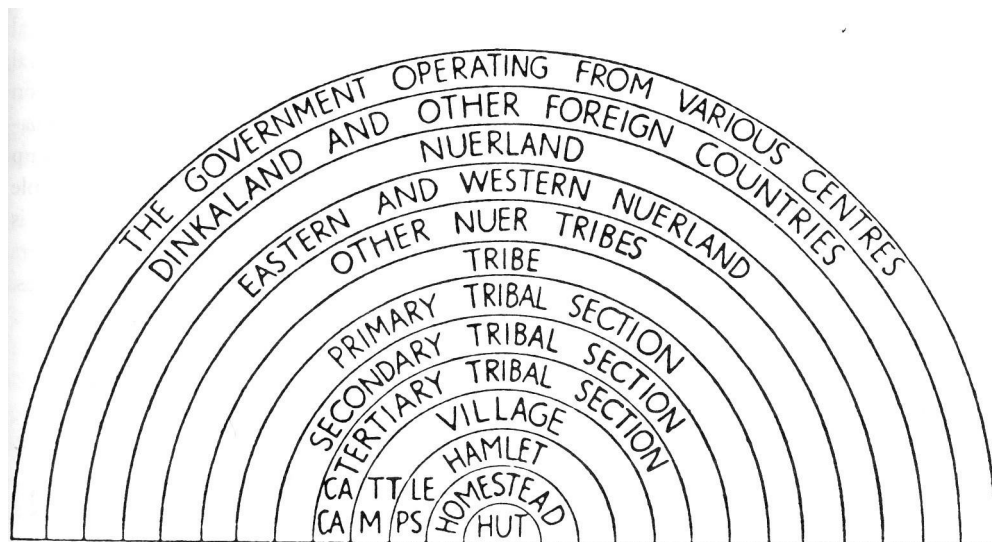 THE GOVERNMENT OPERATING FROM VARIOUS CENTRES
DINKALAND AND OTHER FOREIGN COUNTRIES
NUERLAND
EASTERN AND WESTERN NUERLAND
OTHER NUER TRIBES
TRIBE
PRIMARY TRIBAL SECTION
SECONDARY TRIBAL SECTION
TERTIARY TRIBAL SECTION
VILLAGE
HAMLET
CATTLE
CAMPS
HOMESTEAD
HUT